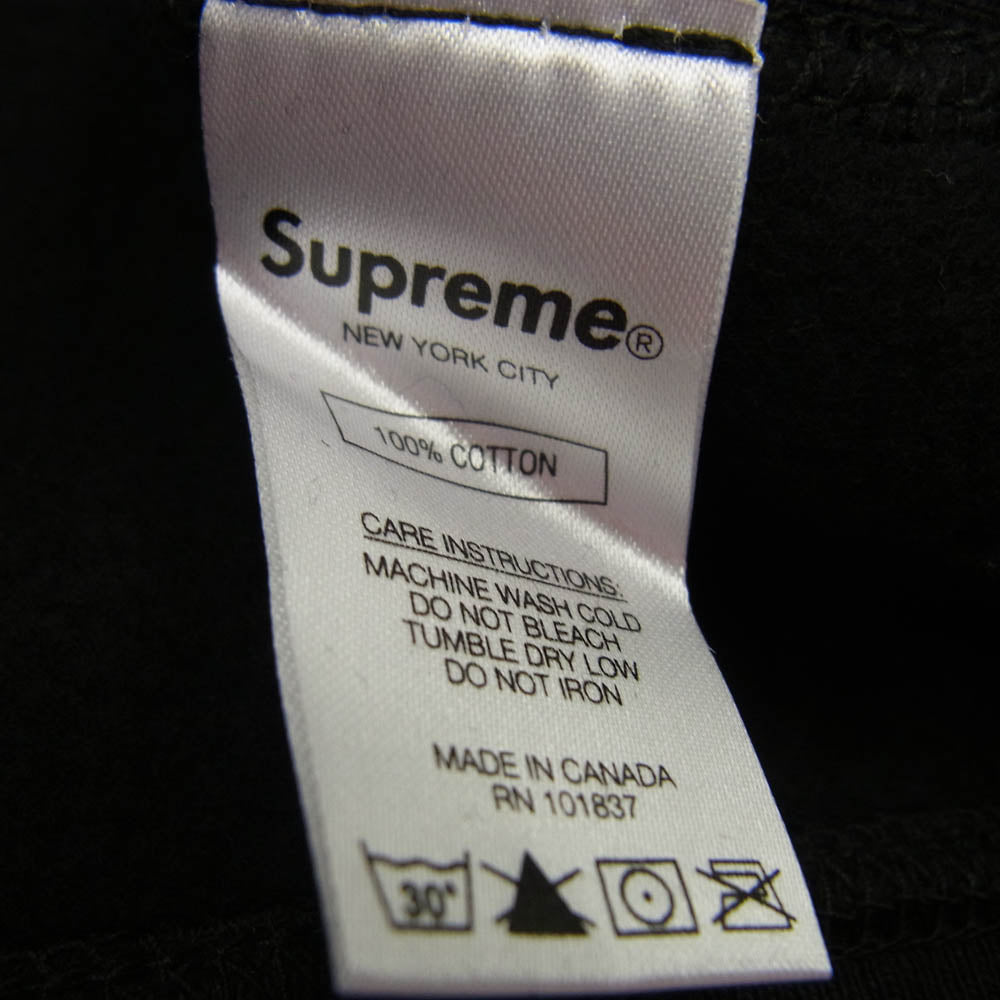 Supreme®
NEW YORK CITY
100% COTTON
CARE INSTRUCTIONS:
MACHINE WASH COLD
DO NOT BLEACH
TUMBLE DRY LOW
DO NOT IRON
MADE IN CANADA
RN 101837
30°